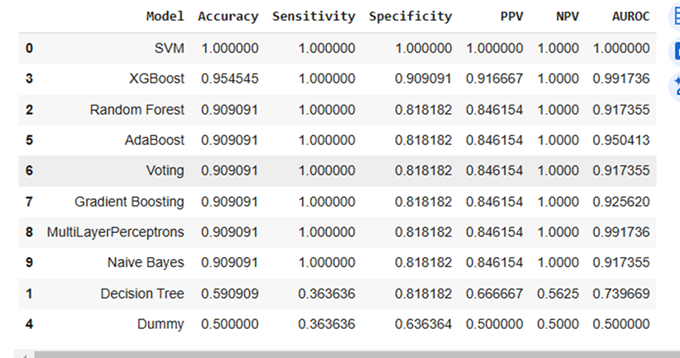 Model Accuracy Sensitivity Specificity PPV NPV AUROC
0 SVM 1.000000 1.000000 1.000000 1.000000 1.0000 1.000000
3 XGBoost 0.954545 1.000000 0.909091 0.916667 1.0000 0.991736
2 Random Forest 0.909091 1.000000 0.818182 0.846154 1.0000 0.917355
5 AdaBoost 0.909091 1.000000 0.818182 0.846154 1.0000 0.950413
6 Voting 0.909091 1.000000 0.818182 0.846154 1.0000 0.917355
7 Gradient Boosting 0.909091 1.000000 0.818182 0.846154 1.0000 0.925620
8 MultiLayerPerceptrons 0.909091 1.000000 0.818182 0.846154 1.0000 0.991736
9 Naive Bayes 0.909091 1.000000 0.818182 0.846154 1.0000 0.917355
1 Decision Tree 0.590909 0.363636 0.818182 0.666667 0.5625 0.739669
4 Dummy 0.500000 0.363636 0.636364 0.500000 0.5000 0.500000